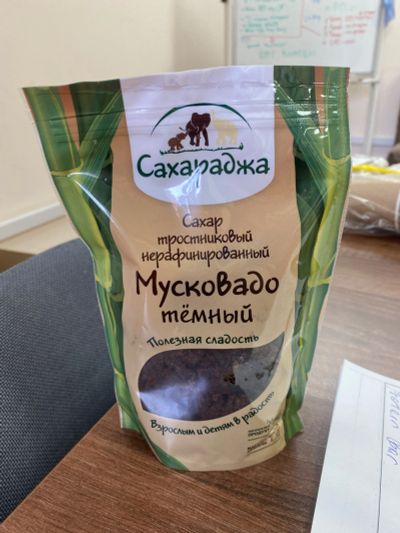 Сахараджа
Сахар
тростниковый
нерафинированный
Мусковадо
тёмный
Полезная сладость
Взрослым и детям в радость